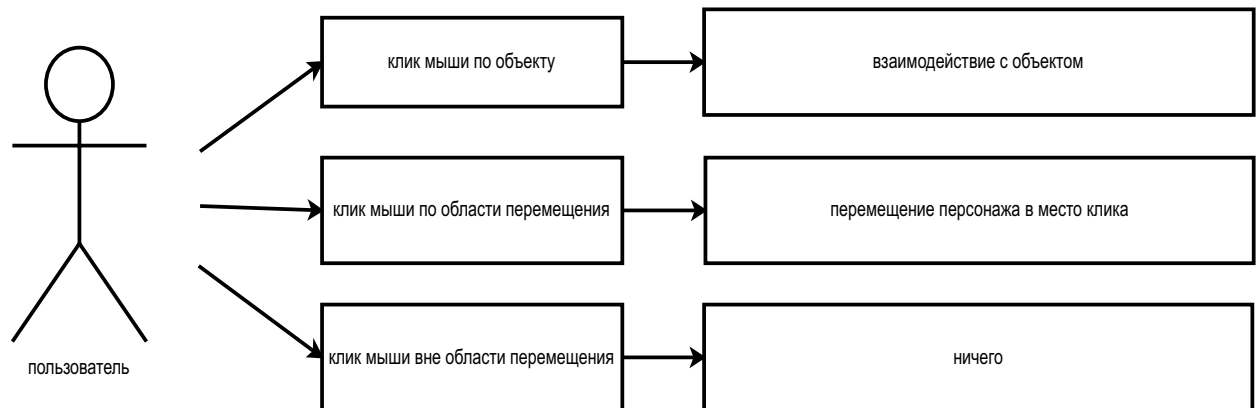 клик мыши по объекту
взаимодействие с объектом
клик мыши по области перемещения
перемещение персонажа в место клика
клик мыши вне области перемещения
ничего
пользователь